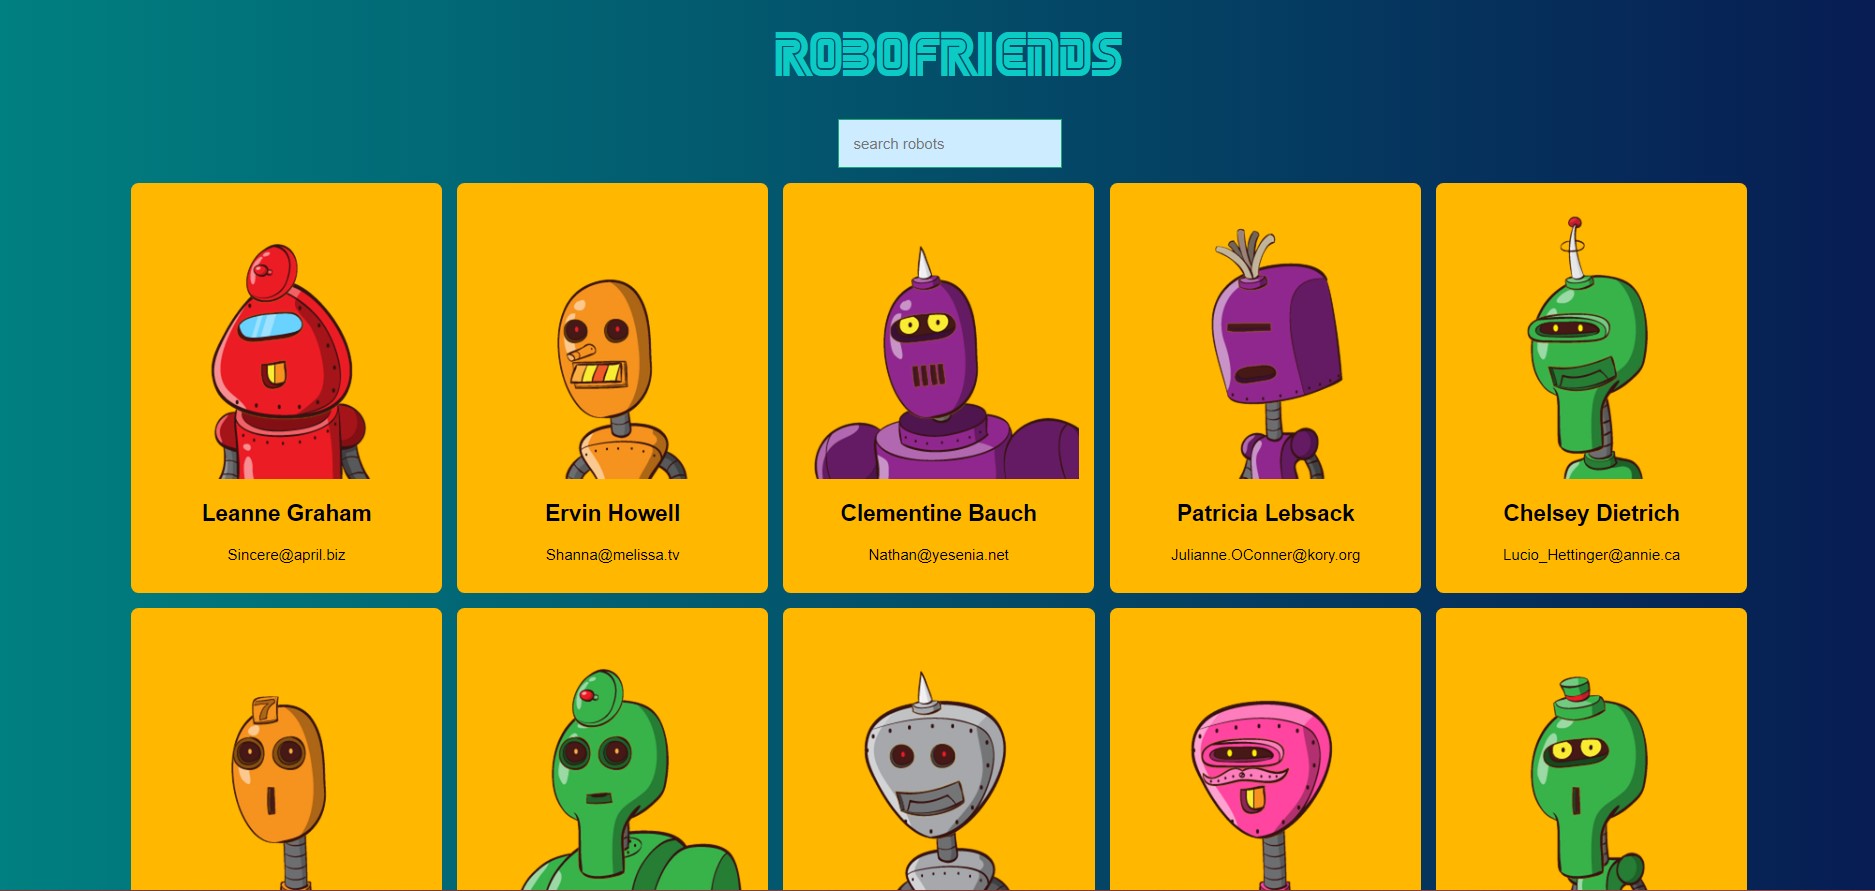 ROBOFRIENDS
search robots
Leanne Graham
Sincere@april.biz
Ervin Howell
Shanna@melissa.tv
Clementine Bauch
Nathan@yesenia.net
Patricia Lebsack
Julianne.OConner@kory.org
Chelsey Dietrich
Lucio_Hettinger@annie.ca
7